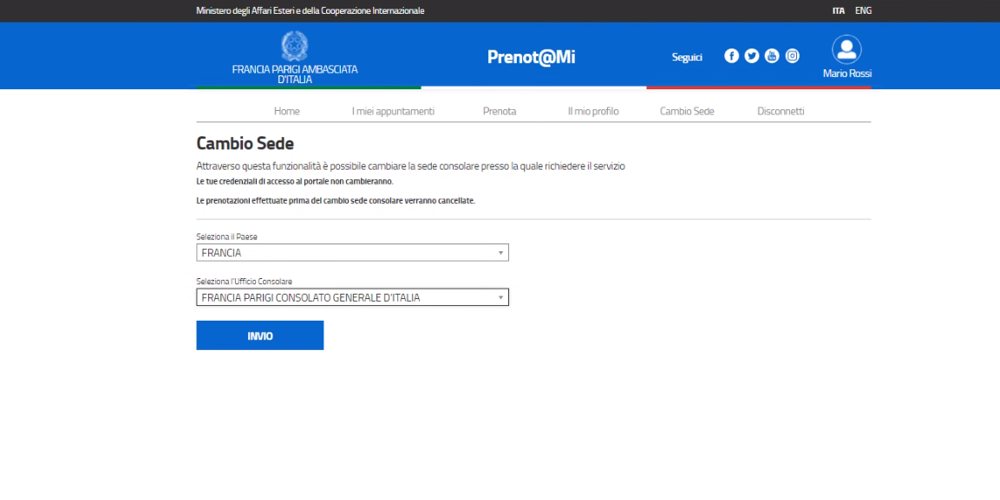 Ministero degli Affari Esteri e della Cooperazione Internazionale
ITA ENG
FRANCIA PARIGI AMBASCIATA
D'ITALIA
Prenot@Mi
Seguici
Mario Rossi
Home I miei appuntamenti Prenota Il mio profilo Cambio Sede Disconnetti
Cambio Sede
Attraverso questa funzionalità è possibile cambiare la sede consolare presso la quale richiedere il servizio
Le tue credenziali di accesso al portale non cambieranno.
Le prenotazioni effettuate prima del cambio sede consolare verranno cancellate.
Seleziona il Paese
FRANCIA
Seleziona l'Ufficio Consolare
FRANCIA PARIGI CONSOLATO GENERALE D'ITALIA
INVIO